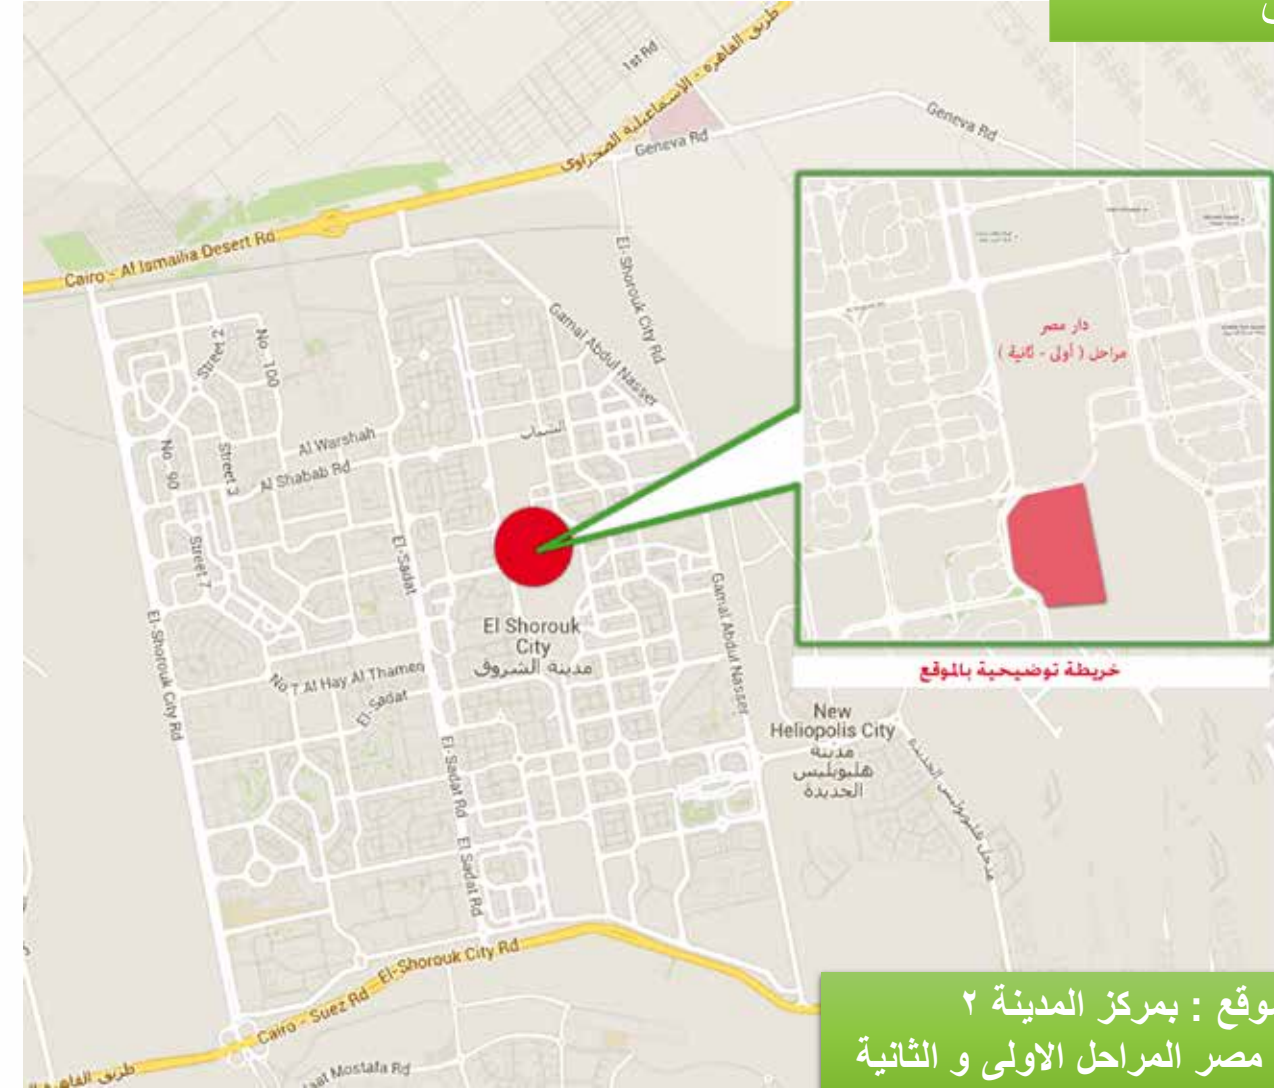 طريق القاهره - الإسماعيلية الصحراوى
1st Rd
Geneva Rd
Geneva Rd
Cairo - Al Ismailia Desert Rd
El-Shorouk City Rd
Gamal Abdul Nasser
Street 2
No. 100
دار مصر
مراحل ( أولى - ثانية )
Al Warshah
الشباب
No. 90
Street 3
Al Shabab Rd
Street 7
El-Sadat
Gamal Abdul Nasser
El-Shorouk City Rd
El Shorouk
City
مدينة الشروق
No 7 Al Hay Al Thamen
El-Sadat
خريطة توضيحية بالموقع
New
Heliopolis City
مدينة
هليوبليس
الجديدة
مدخل هليوبوليس الجديدة
El-Sadat Rd
El Sadat Rd
El-Shorouk City Rd
Cairo - Suez Rd
وقع : بمركز المدينة ٢
مصر المراحل الاولى و الثانية
Mostafa Rd